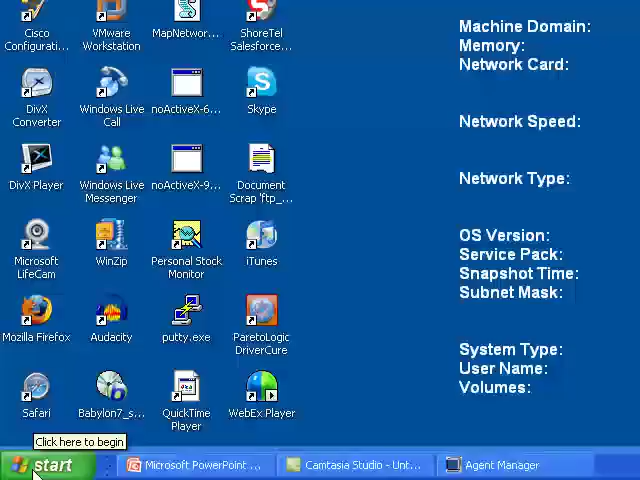 Cisco
Configurati...
VMware
Workstation
MapNetwor...
ShoreTel
Salesforce...
DivX
Converter
Windows Live
Call
noActiveX-6...
Skype
DivX Player
Windows Live
Messenger
noActiveX-9...
Document
Scrap 'ftp_...
Microsoft
LifeCam
WinZip
Personal Stock
Monitor
iTunes
Mozilla Firefox
Audacity
putty.exe
ParetoLogic
DriverCure
Safari
Babylon7_s...
QuickTime
Player
WebEx Player
Machine Domain:
Memory:
Network Card:
Network Speed:
Network Type:
OS Version:
Service Pack:
Snapshot Time:
Subnet Mask:
System Type:
User Name:
Volumes:
Click here to begin
start
Microsoft PowerPoint ...
Camtasia Studio - Unt...
Agent Manager